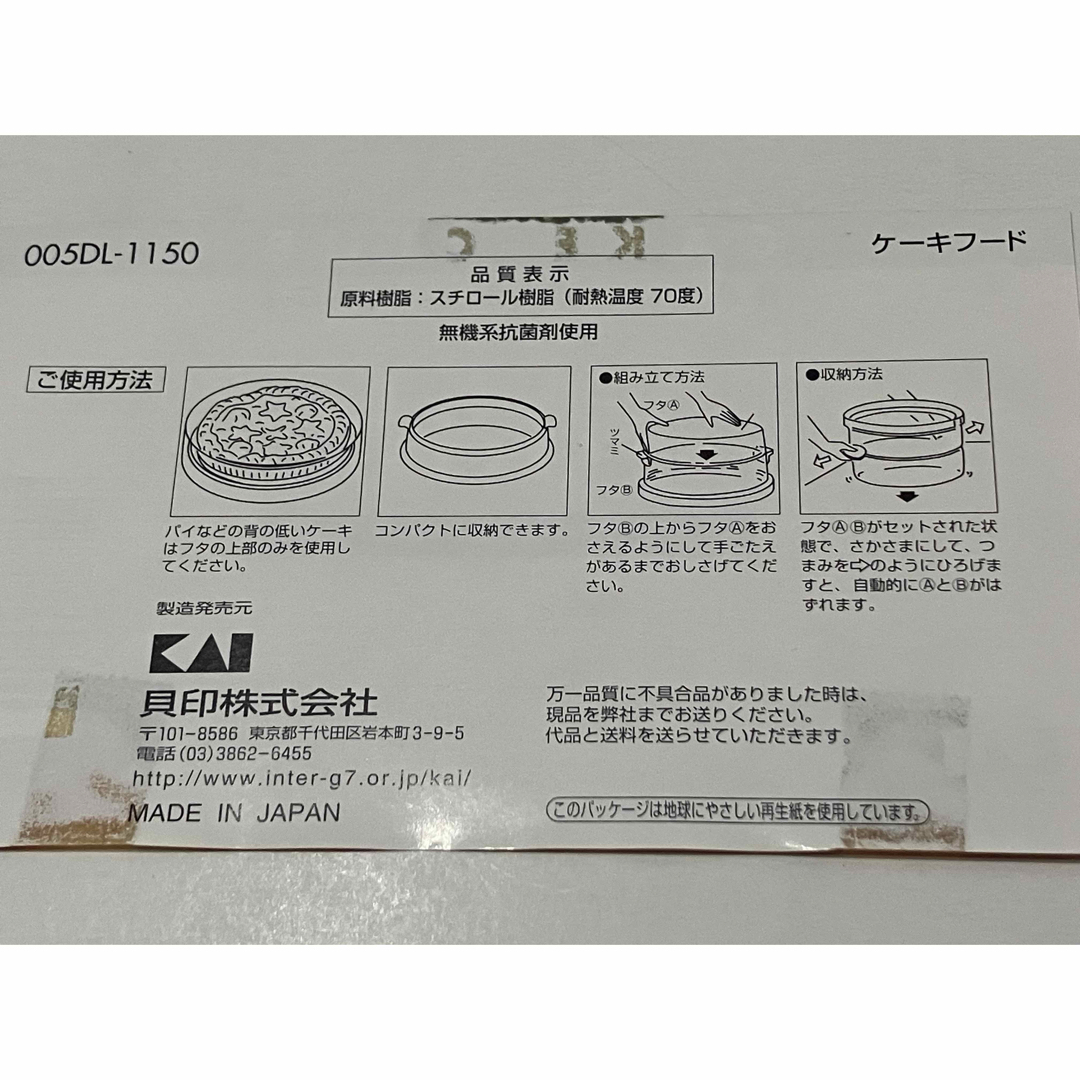 005DL-1150
ケーキフード
品質表示
原料樹脂：スチロール樹脂（耐熱温度 70度）
無機系抗菌剤使用
ご使用方法
パイなどの背の低いケーキ
はフタの上部のみを使用し
てください。
コンパクトに収納できます。
●組み立て方法
フタⒶ
ツマミ
フタⒷ
フタⒷの上からフタⒶをお
さえるようにして手ごたえ
があるまでおしさげてくだ
さい。
●収納方法
フタⒶⒷがセットされた状
態で、さかさまにして、つ
まみを⇨のようにひろげま
すと、自動的にⒶとⒷがは
ずれます。
製造発売元
KAI
貝印株式会社
〒101-8586 東京都千代田区岩本町3-9-5
電話(03)3862-6455
http://www.inter-g7.or.jp/kai/
MADE IN JAPAN
万一品質に不具合品がありました時は、
現品を弊社までお送りください。
代品と送料を送らせていただきます。
このパッケージは地球にやさしい再生紙を使用しています。